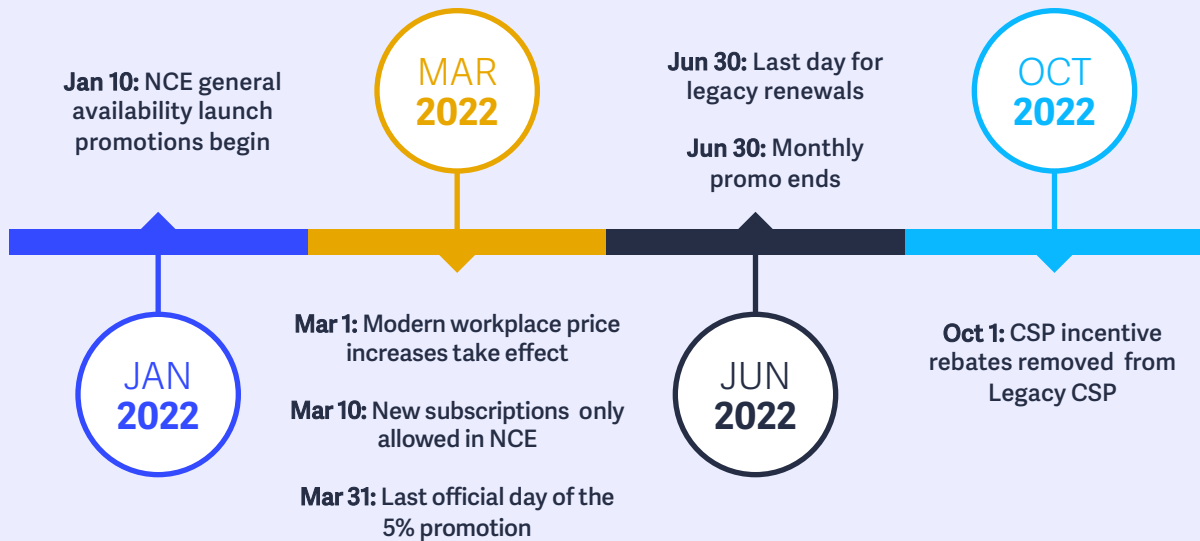 Jan 10: NCE general
availability launch
promotions begin
JAN
2022
MAR
2022
Mar 1: Modern workplace price
increases take effect
Mar 10: New subscriptions only
allowed in NCE
Mar 31: Last official day of the
5% promotion
Jun 30: Last day for
legacy renewals
Jun 30: Monthly
promo ends
JUN
2022
OCT
2022
Oct 1: CSP incentive
rebates removed from
Legacy CSP